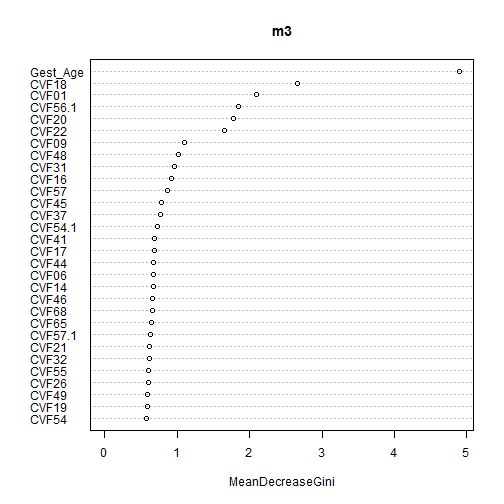 m3
Gest_Age
CVF18
CVF01
CVF56.1
CVF20
CVF22
CVF09
CVF48
CVF31
CVF16
CVF57
CVF45
CVF37
CVF54.1
CVF41
CVF17
CVF44
CVF06
CVF14
CVF46
CVF68
CVF65
CVF57.1
CVF21
CVF32
CVF55
CVF26
CVF49
CVF19
CVF54
0 1 2 3 4 5
MeanDecreaseGini